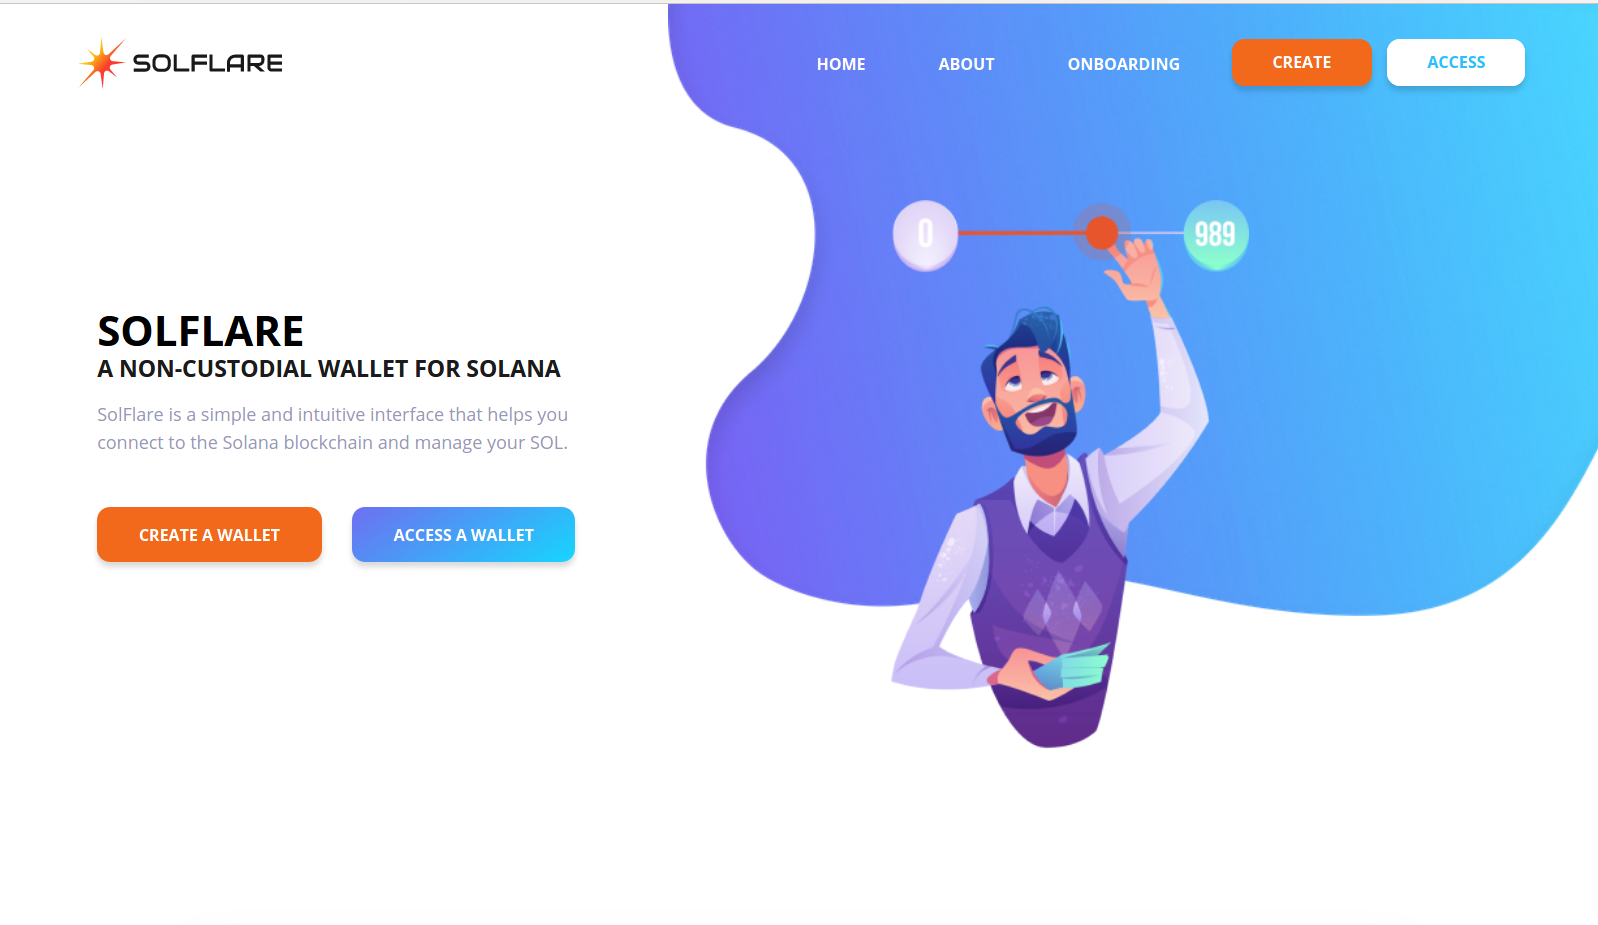 SOLFLARE
HOME ABOUT ONBOARDING CREATE ACCESS
0 989
SOLFLARE
A NON-CUSTODIAL WALLET FOR SOLANA
SolFlare is a simple and intuitive interface that helps you
connect to the Solana blockchain and manage your SOL.
CREATE A WALLET ACCESS A WALLET